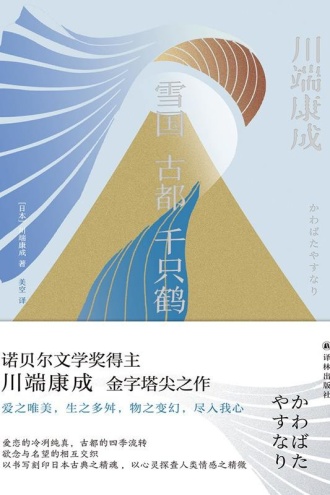 川端康成
かわばたやすなり
雪国 古都 千只鹤
[日本] 川端康成 著
美空 译
诺贝尔文学奖得主
川端康成 金字塔尖之作
爱之唯美，生之多舛，物之变幻，尽入我心
爱恋的冷冽纯真，古都的四季流转
欲念与名望的相互交织
以书写刻印日本古典之精魂，以心灵探查人类情感之精微
译林出版社
かわばた
やすなり